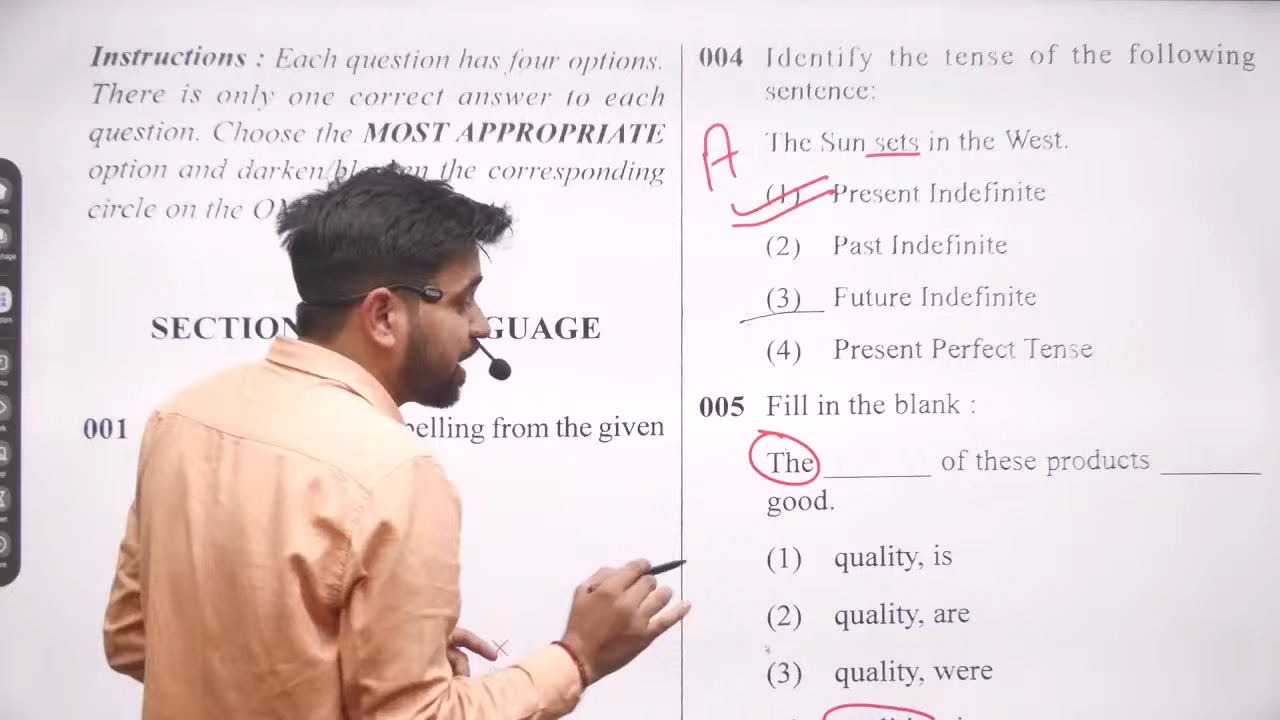 Instructions : Each question has four options.
There is only one correct answer to each
question. Choose the MOST APPROPRIATE
option and darken/ the corresponding
circle on the
SECTION
001
from the given
004 Identify the tense of the following
sentence:
A
The Sun sets in the West.
(1) Present Indefinite
(2) Past Indefinite
(3) Future Indefinite
(4) Present Perfect Tense
005 Fill in the blank :
The ________ of these products ________
good.
(1) quality, is
(2) quality, are
(3) quality, were